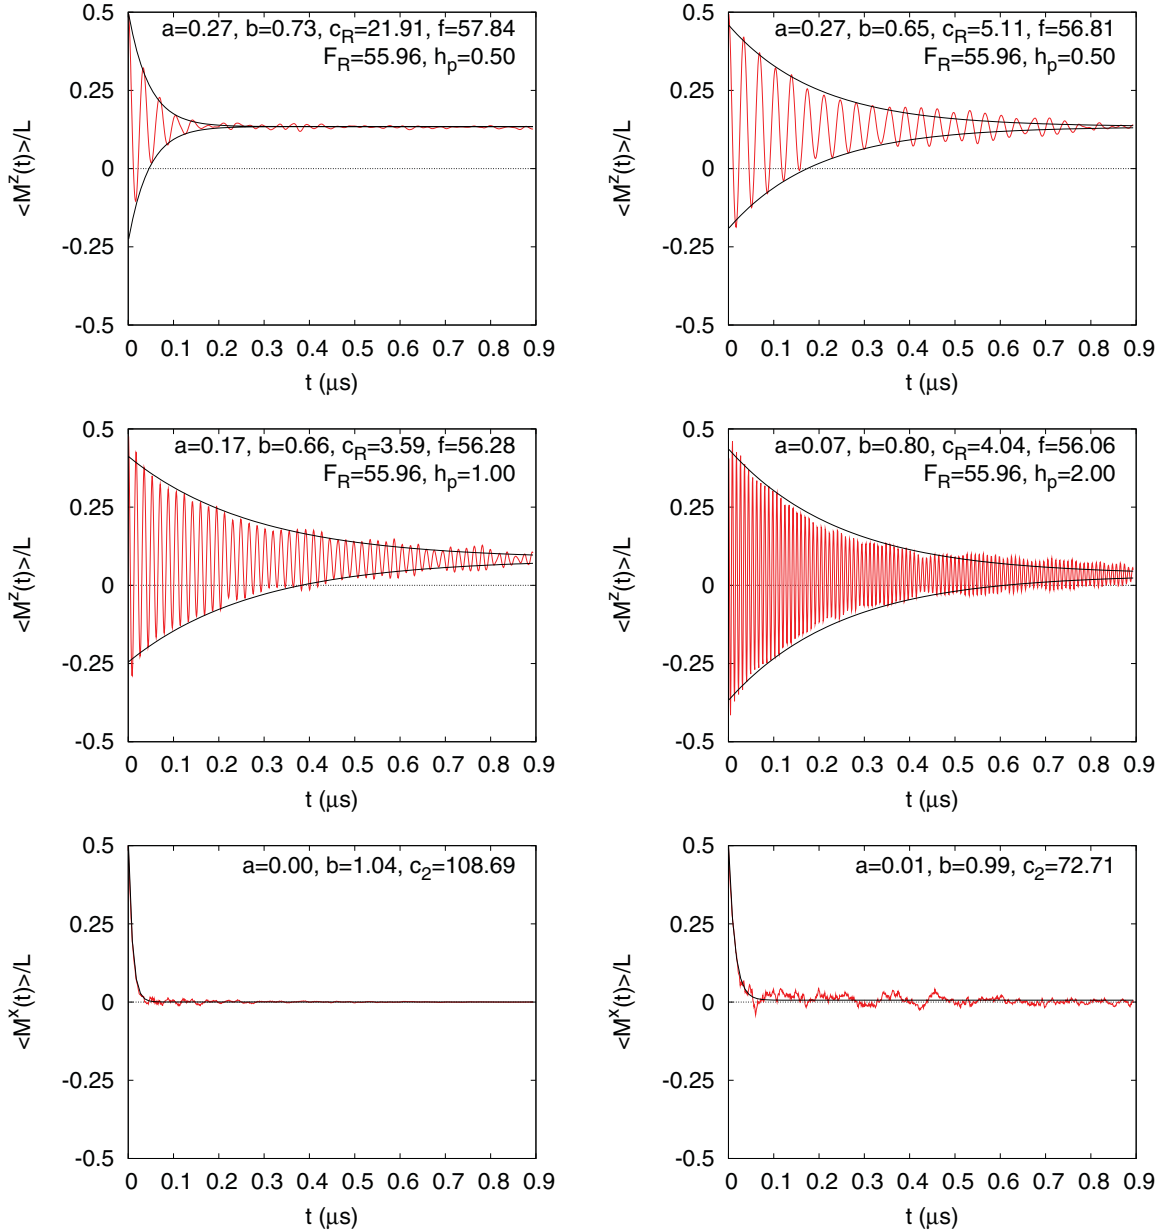 a=0.27, b=0.73, c_R=21.91, f=57.84
F_R=55.96, h_p=0.50
0.5
0.25
0
-0.25
-0.5
<M^z(t)>/L
0 0.1 0.2 0.3 0.4 0.5 0.6 0.7 0.8 0.9
t (μs)
a=0.27, b=0.65, c_R=5.11, f=56.81
F_R=55.96, h_p=0.50
0.5
0.25
0
-0.25
-0.5
<M^z(t)>/L
0 0.1 0.2 0.3 0.4 0.5 0.6 0.7 0.8 0.9
t (μs)
a=0.17, b=0.66, c_R=3.59, f=56.28
F_R=55.96, h_p=1.00
0.5
0.25
0
-0.25
-0.5
<M^z(t)>/L
0 0.1 0.2 0.3 0.4 0.5 0.6 0.7 0.8 0.9
t (μs)
a=0.07, b=0.80, c_R=4.04, f=56.06
F_R=55.96, h_p=2.00
0.5
0.25
0
-0.25
-0.5
<M^z(t)>/L
0 0.1 0.2 0.3 0.4 0.5 0.6 0.7 0.8 0.9
t (μs)
a=0.00, b=1.04, c_2=108.69
0.5
0.25
0
-0.25
-0.5
<M^x(t)>/L
0 0.1 0.2 0.3 0.4 0.5 0.6 0.7 0.8 0.9
t (μs)
a=0.01, b=0.99, c_2=72.71
0.5
0.25
0
-0.25
-0.5
<M^x(t)>/L
0 0.1 0.2 0.3 0.4 0.5 0.6 0.7 0.8 0.9
t (μs)